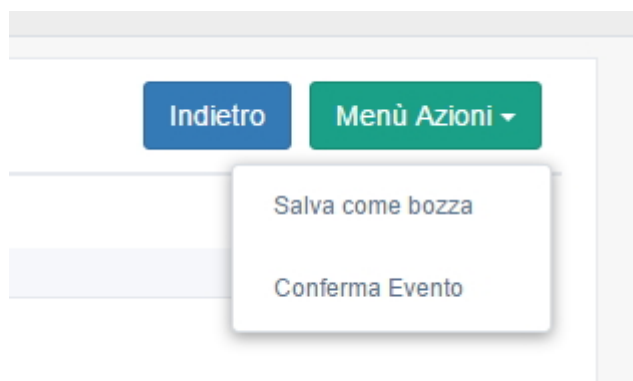 Indietro
Menù Azioni
Salva come bozza
Conferma Evento